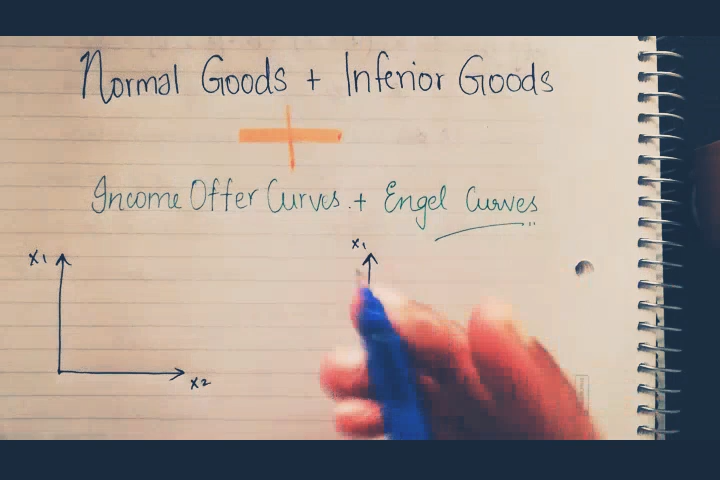 Normal Goods + Inferior Goods
+
Income Offer Curves. + Engel Curves
X1
X1
X2